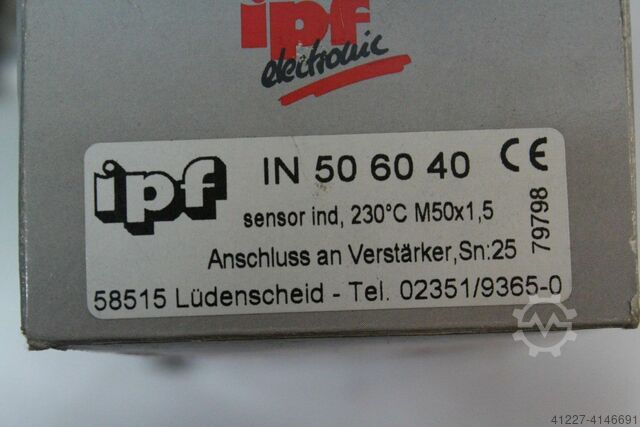 ipf
electronic
ipf
IN 50 60 40 CE
sensor ind, 230°C M50x1,5
Anschluss an Verstärker,Sn:25
79798
58515 Lüdenscheid - Tel. 02351/9365-0
41227-4146691